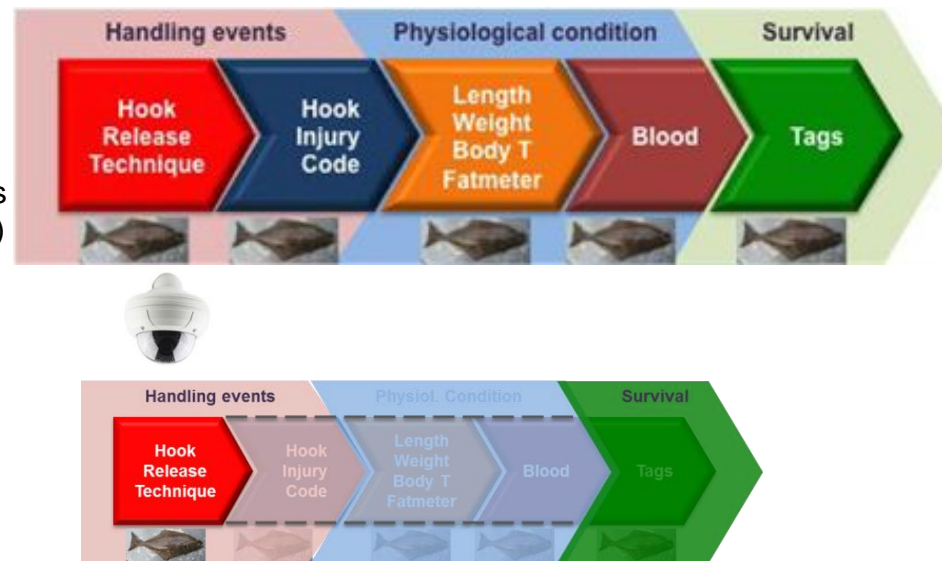 Handling events
Physiological condition
Survival
Hook
Release
Technique
Hook
Injury
Code
Length
Weight
Body T
Fatmeter
Blood
Tags
s
)
Handling events
Physiol. Condition
Survival
Hook
Release
Technique
Hook
Injury
Code
Length
Weight
Body T
Fatmeter
Blood
Tags